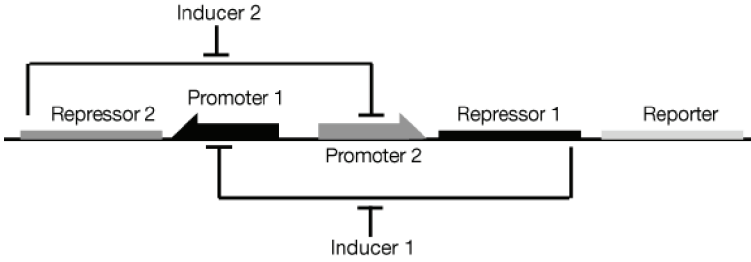 Inducer 2
Repressor 2
Promoter 1
Promoter 2
Repressor 1
Reporter
Inducer 1